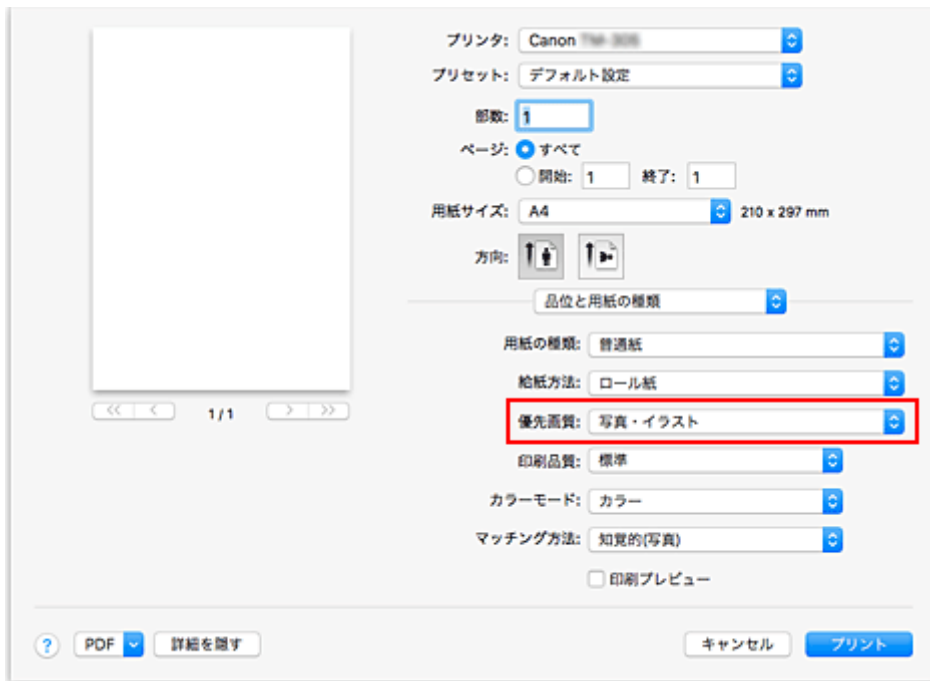 プリンタ: Canon
プリセット: デフォルト設定
部数: 1
ページ: すべて
開始: 1 終了: 1
用紙サイズ: A4 210 x 297 mm
方向:
品位と用紙の種類
用紙の種類: 普通紙
給紙方法: ロール紙
<< < 1/1 > >>
優先画質: 写真・イラスト
印刷品質: 標準
カラーモード: カラー
マッチング方法: 知覚的(写真)
印刷プレビュー
? PDF 詳細を隠す キャンセル プリント